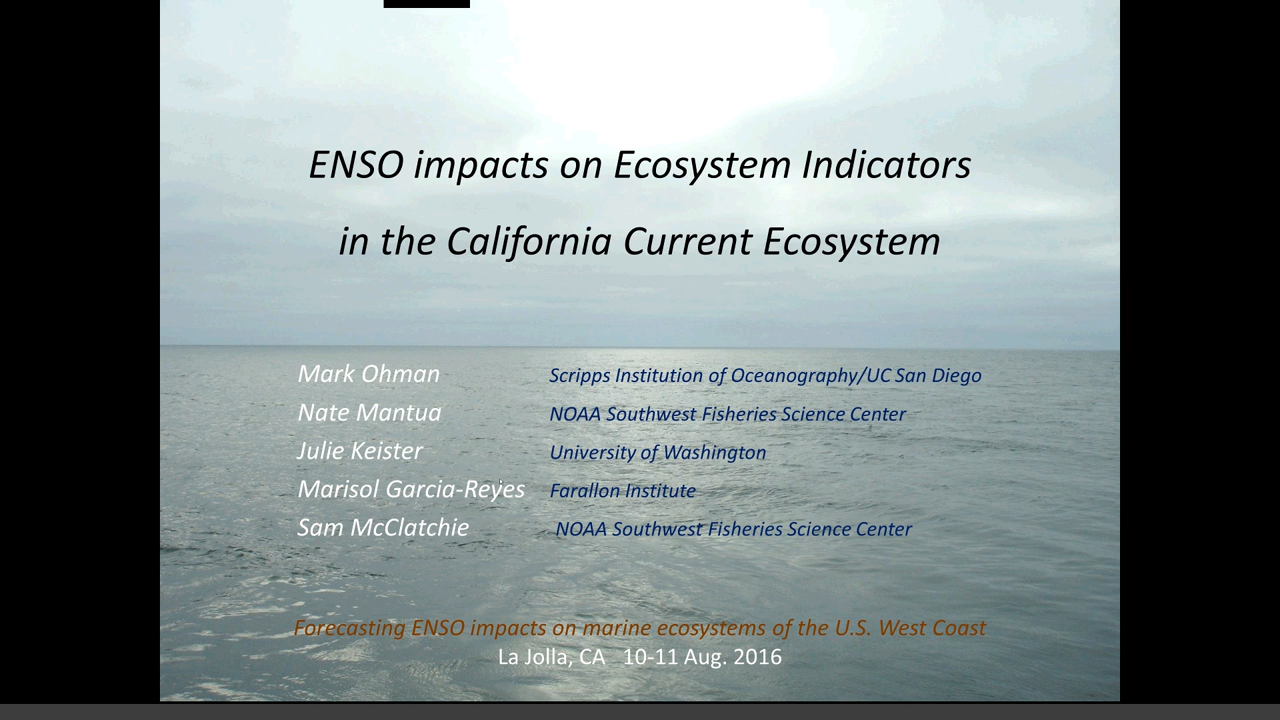 ENSO impacts on Ecosystem Indicators
in the California Current Ecosystem
Mark Ohman Scripps Institution of Oceanography/UC San Diego
Nate Mantua NOAA Southwest Fisheries Science Center
Julie Keister University of Washington
Marisol Garcia-Reyes Farallon Institute
Sam McClatchie NOAA Southwest Fisheries Science Center
Forecasting ENSO impacts on marine ecosystems of the U.S. West Coast
La Jolla, CA 10-11 Aug. 2016